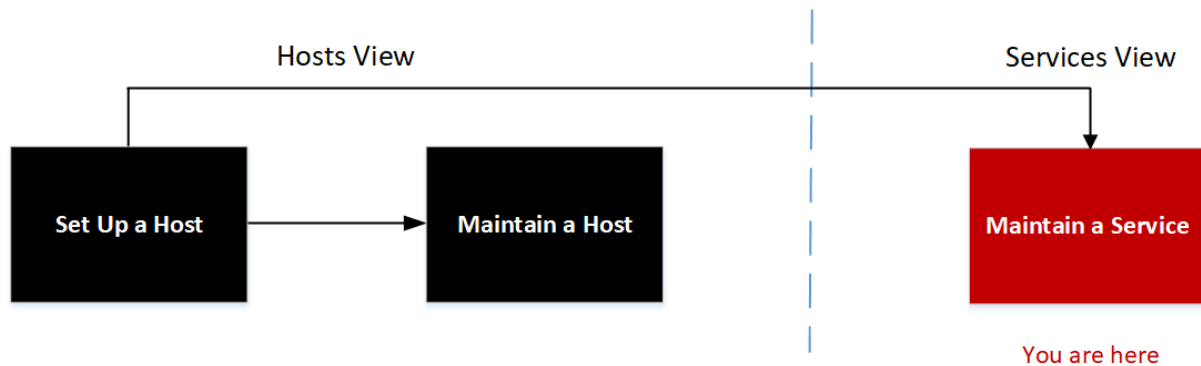 Hosts View
Services View
Set Up a Host
Maintain a Host
Maintain a Service
You are here